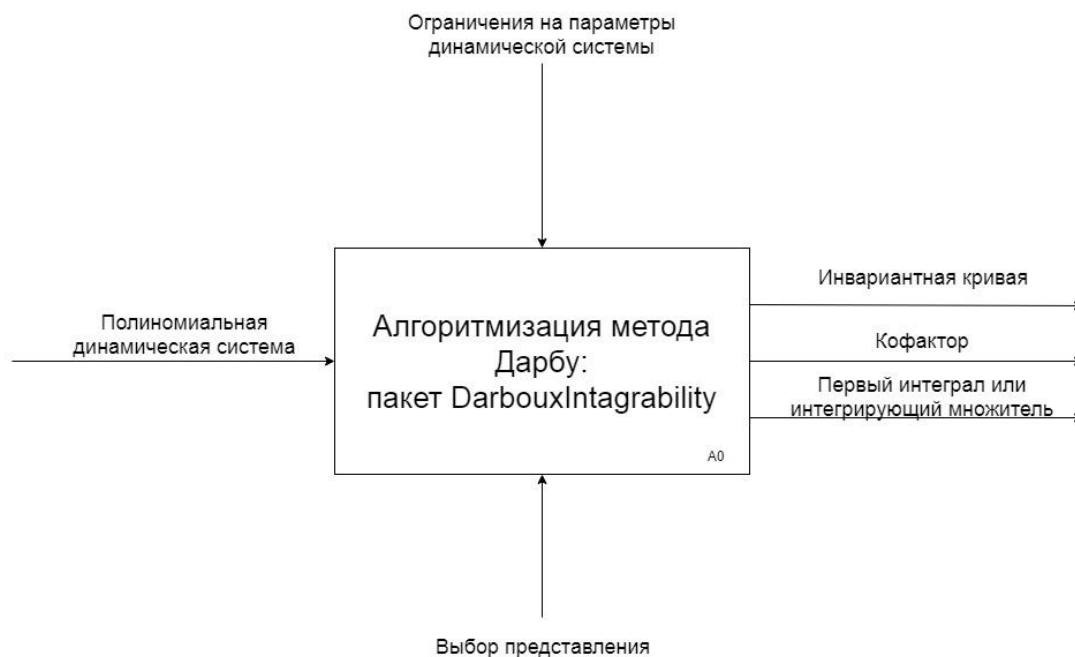 Ограничения на параметры
динамической системы
Полиномиальная
динамическая система
Алгоритмизация метода
Дарбу:
пакет DarbouxIntagrability
A0
Инвариантная кривая
Кофактор
Первый интеграл или
интегрирующий множитель
Выбор представления